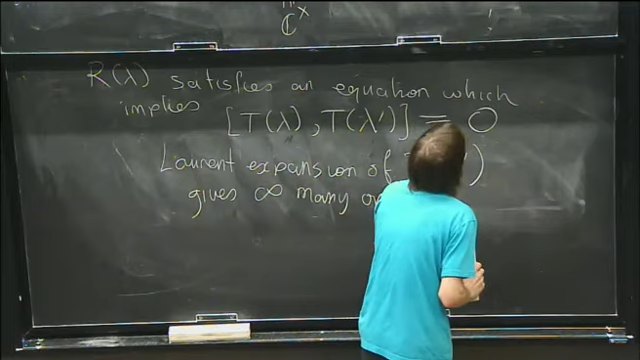 ℂ^×
R(λ) satisfies an equation which
implies [T(λ), T(λ')] = 0
Laurent expansion of )
gives ∞ many